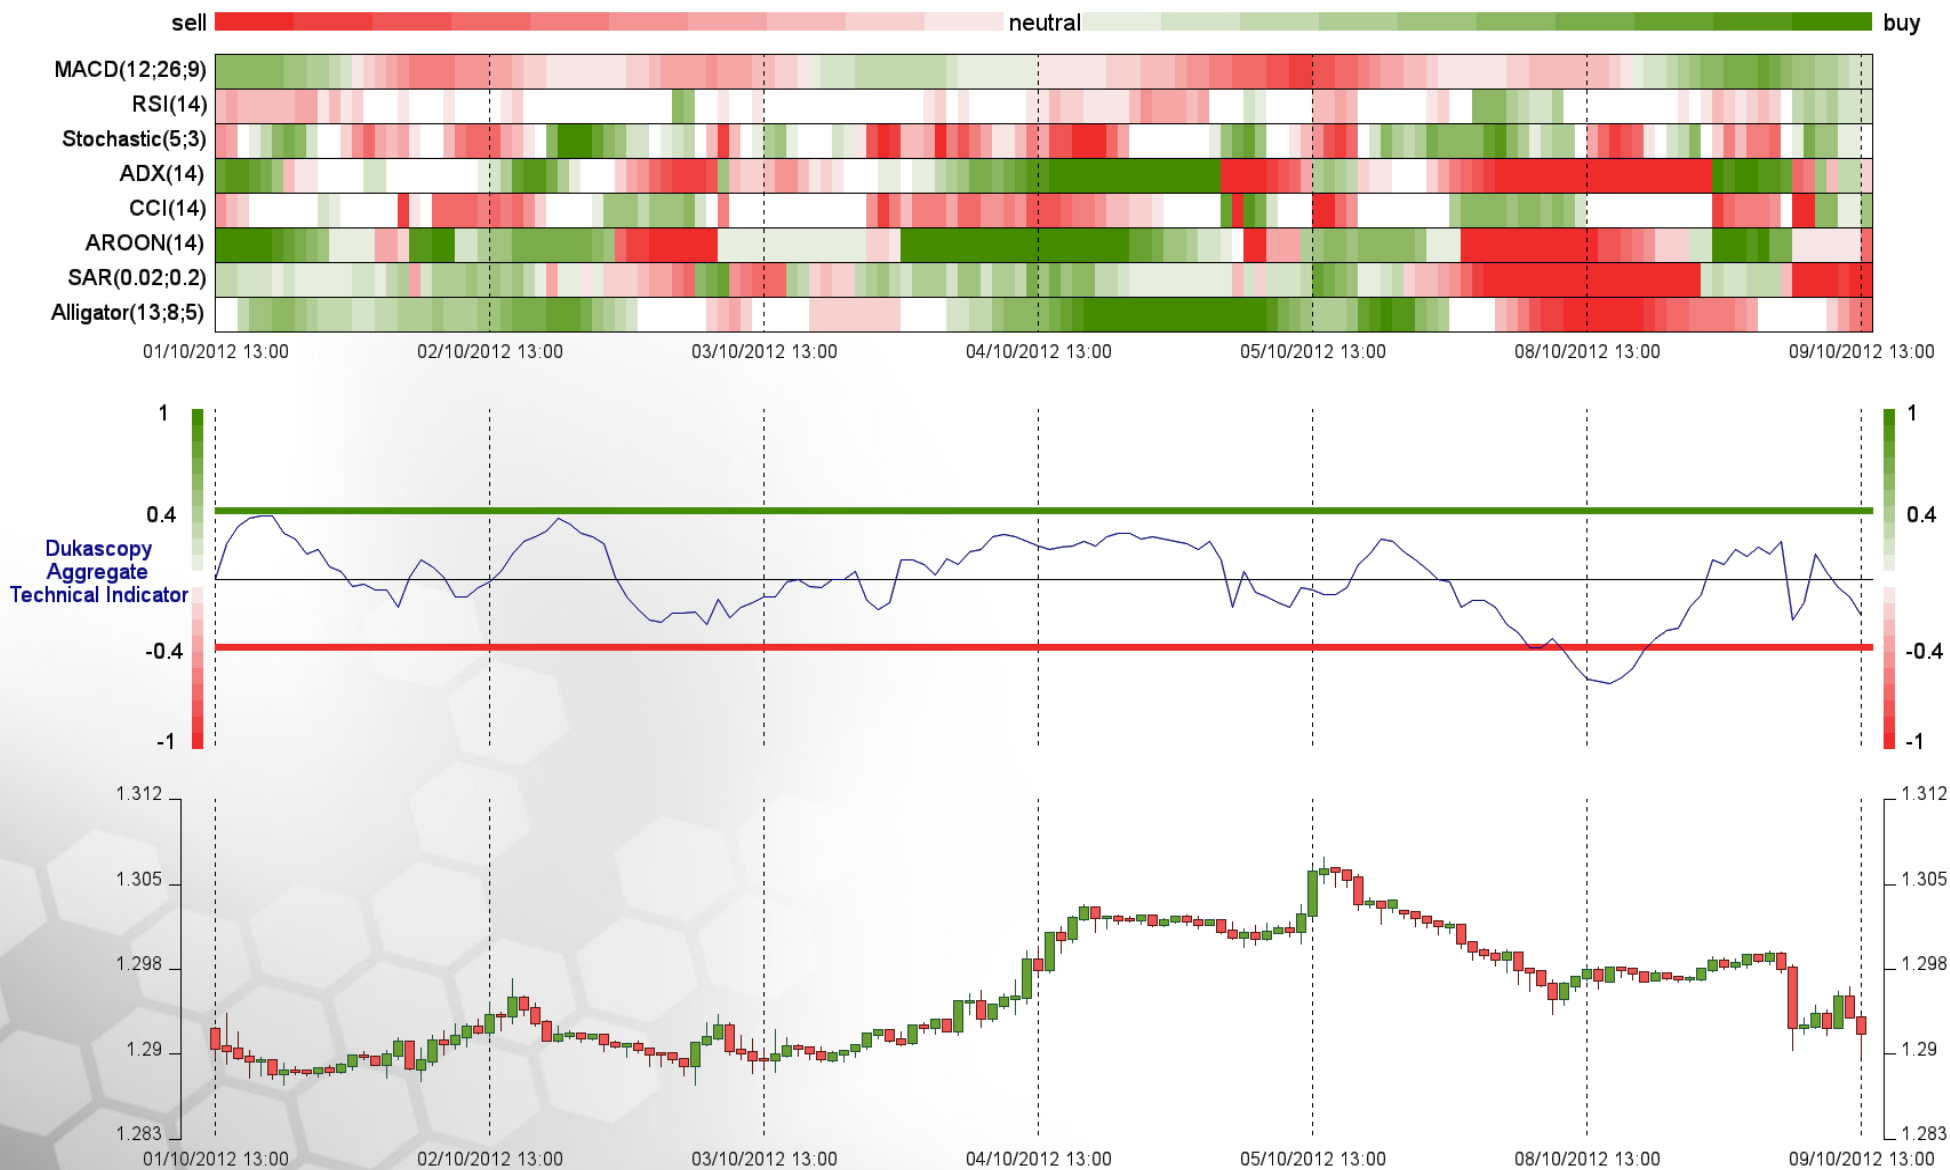 sell neutral buy
MACD(12;26;9)
RSI(14)
Stochastic(5;3)
ADX(14)
CCI(14)
AROON(14)
SAR(0.02;0.2)
Alligator(13;8;5)
01/10/2012 13:00 02/10/2012 13:00 03/10/2012 13:00 04/10/2012 13:00 05/10/2012 13:00 08/10/2012 13:00 09/10/2012 13:00
1 1
0.4 0.4
Dukascopy
Aggregate
Technical Indicator
-0.4 -0.4
-1 -1
1.312 1.312
1.305 1.305
1.298 1.298
1.29 1.29
1.283 1.283
01/10/2012 13:00 02/10/2012 13:00 03/10/2012 13:00 04/10/2012 13:00 05/10/2012 13:00 08/10/2012 13:00 09/10/2012 13:00